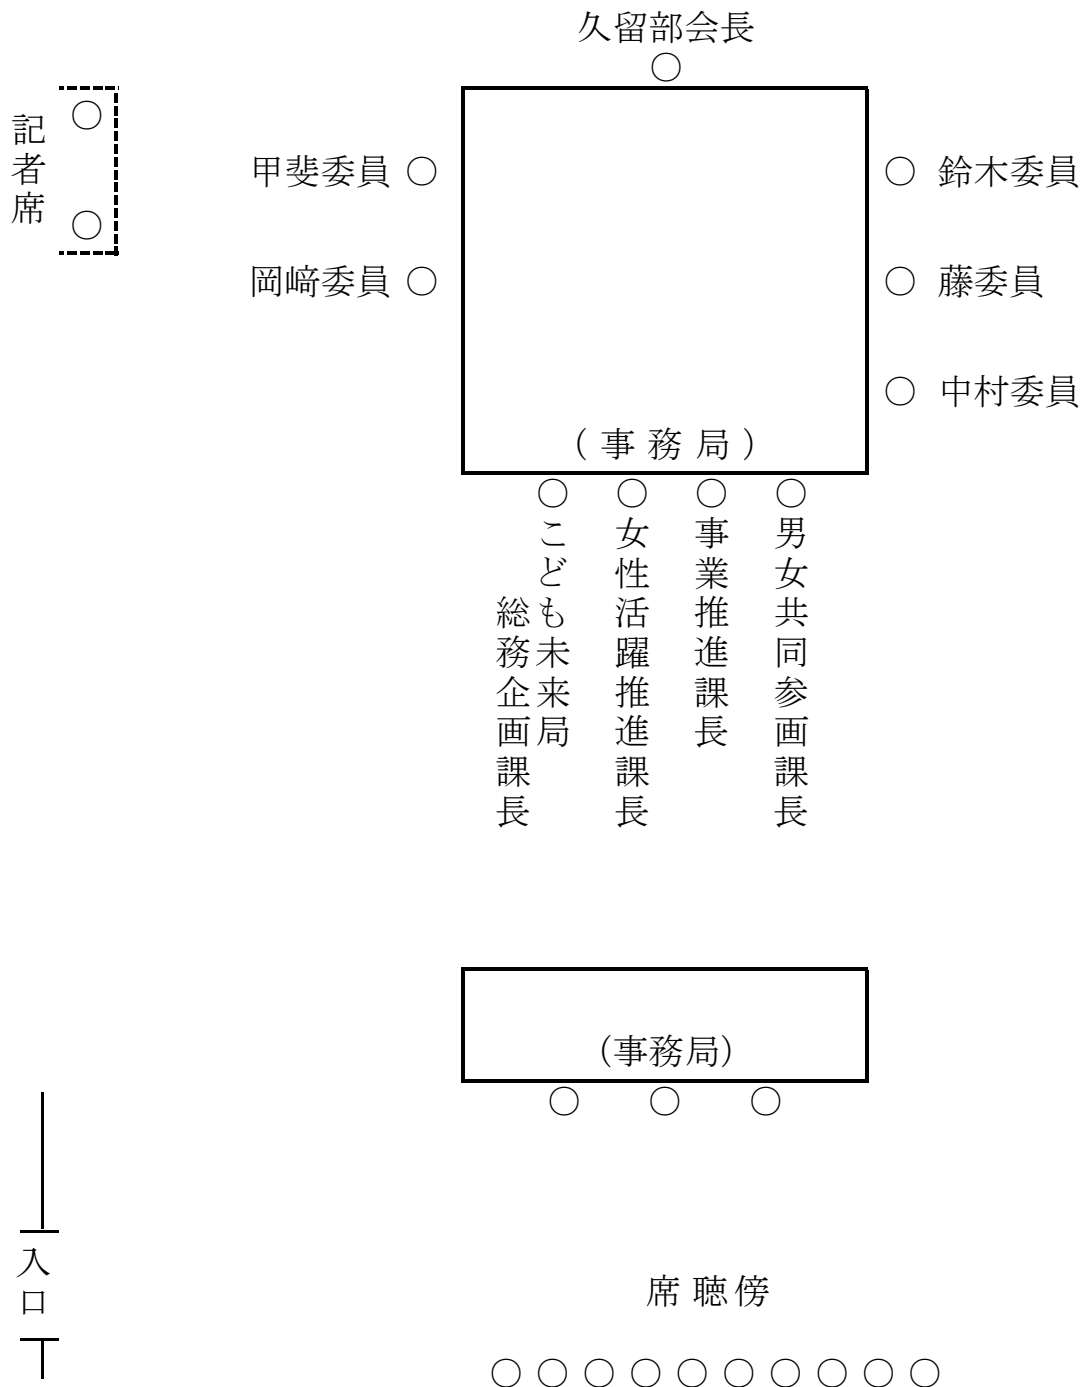 久留部会長
○
記者席
○
○
甲斐委員 ○
○ 鈴木委員
岡﨑委員 ○
○ 藤委員
○ 中村委員
(事務局)
○ ○ ○ ○
男女共同参画課長
事業推進課長
女性活躍推進課長
こども未来局
総務企画課長
(事務局)
○ ○ ○
入口
席聴傍
○ ○ ○ ○ ○ ○ ○ ○ ○ ○